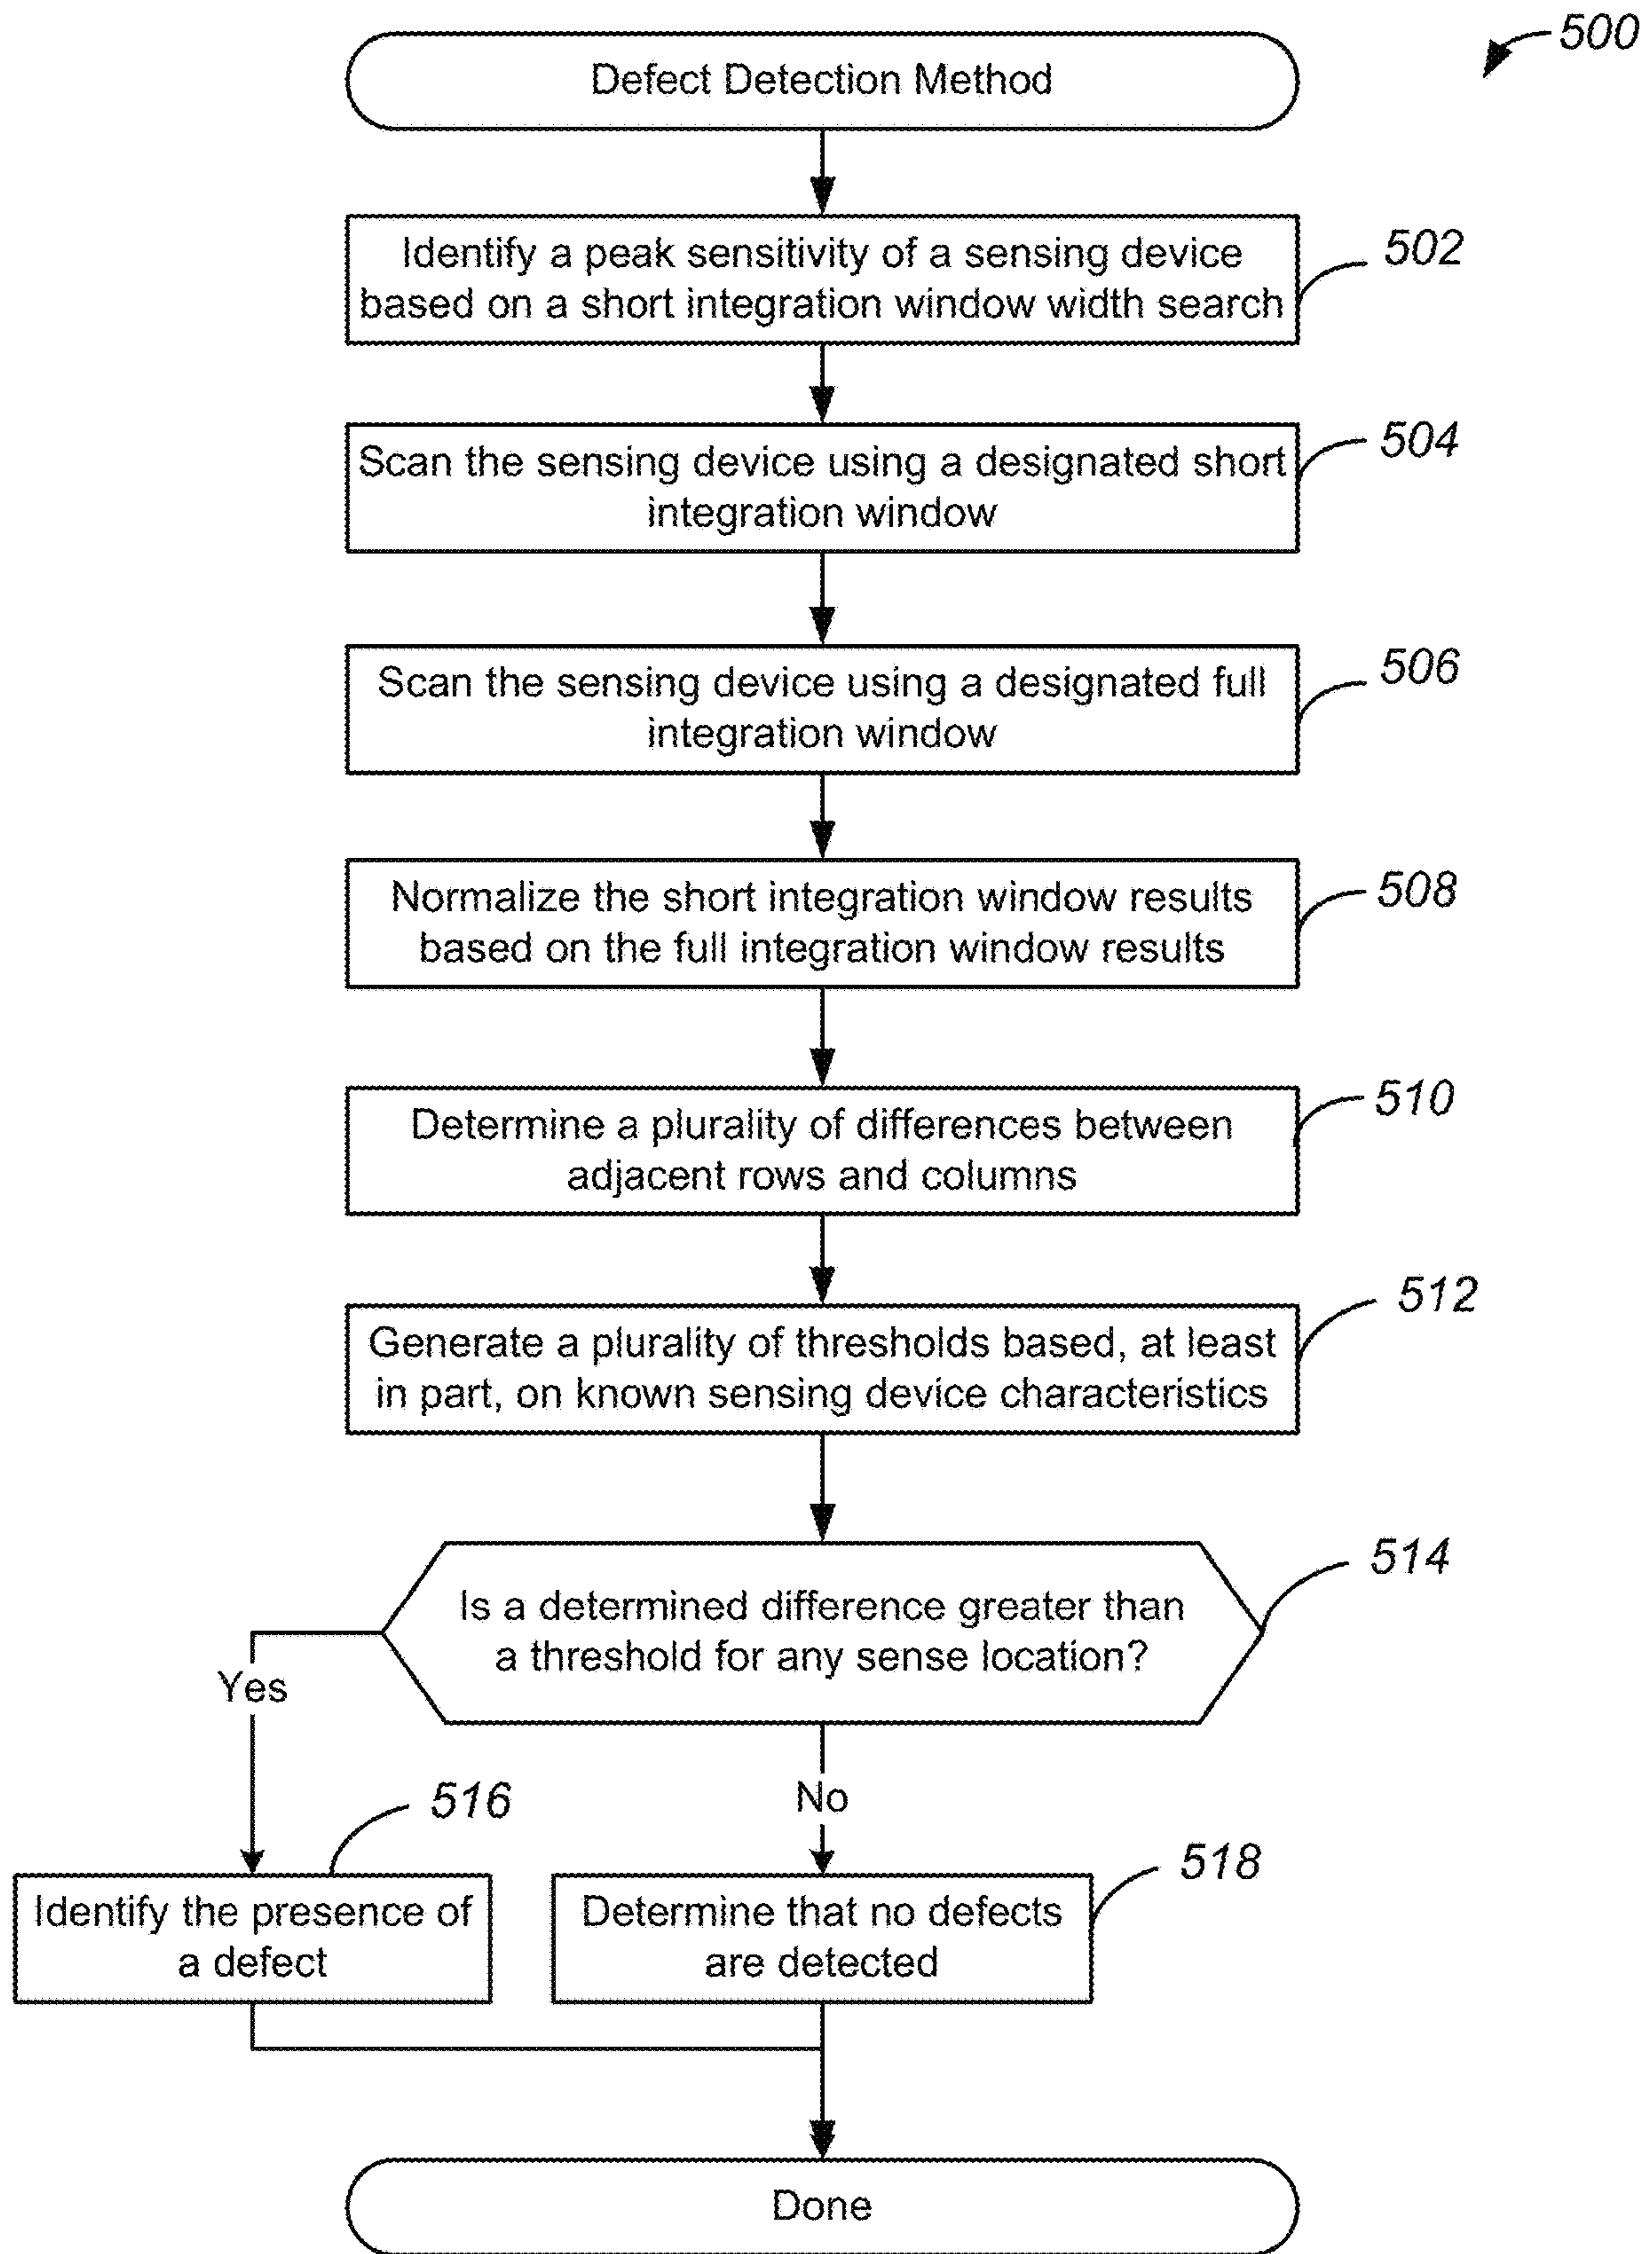 500
Defect Detection Method
Identify a peak sensitivity of a sensing device
based on a short integration window width search
502
Scan the sensing device using a designated short
integration window
504
Scan the sensing device using a designated full
integration window
506
Normalize the short integration window results
based on the full integration window results
508
Determine a plurality of differences between
adjacent rows and columns
510
Generate a plurality of thresholds based, at least
in part, on known sensing device characteristics
512
Is a determined difference greater than
a threshold for any sense location?
514
Yes
No
516
Identify the presence of
a defect
518
Determine that no defects
are detected
Done